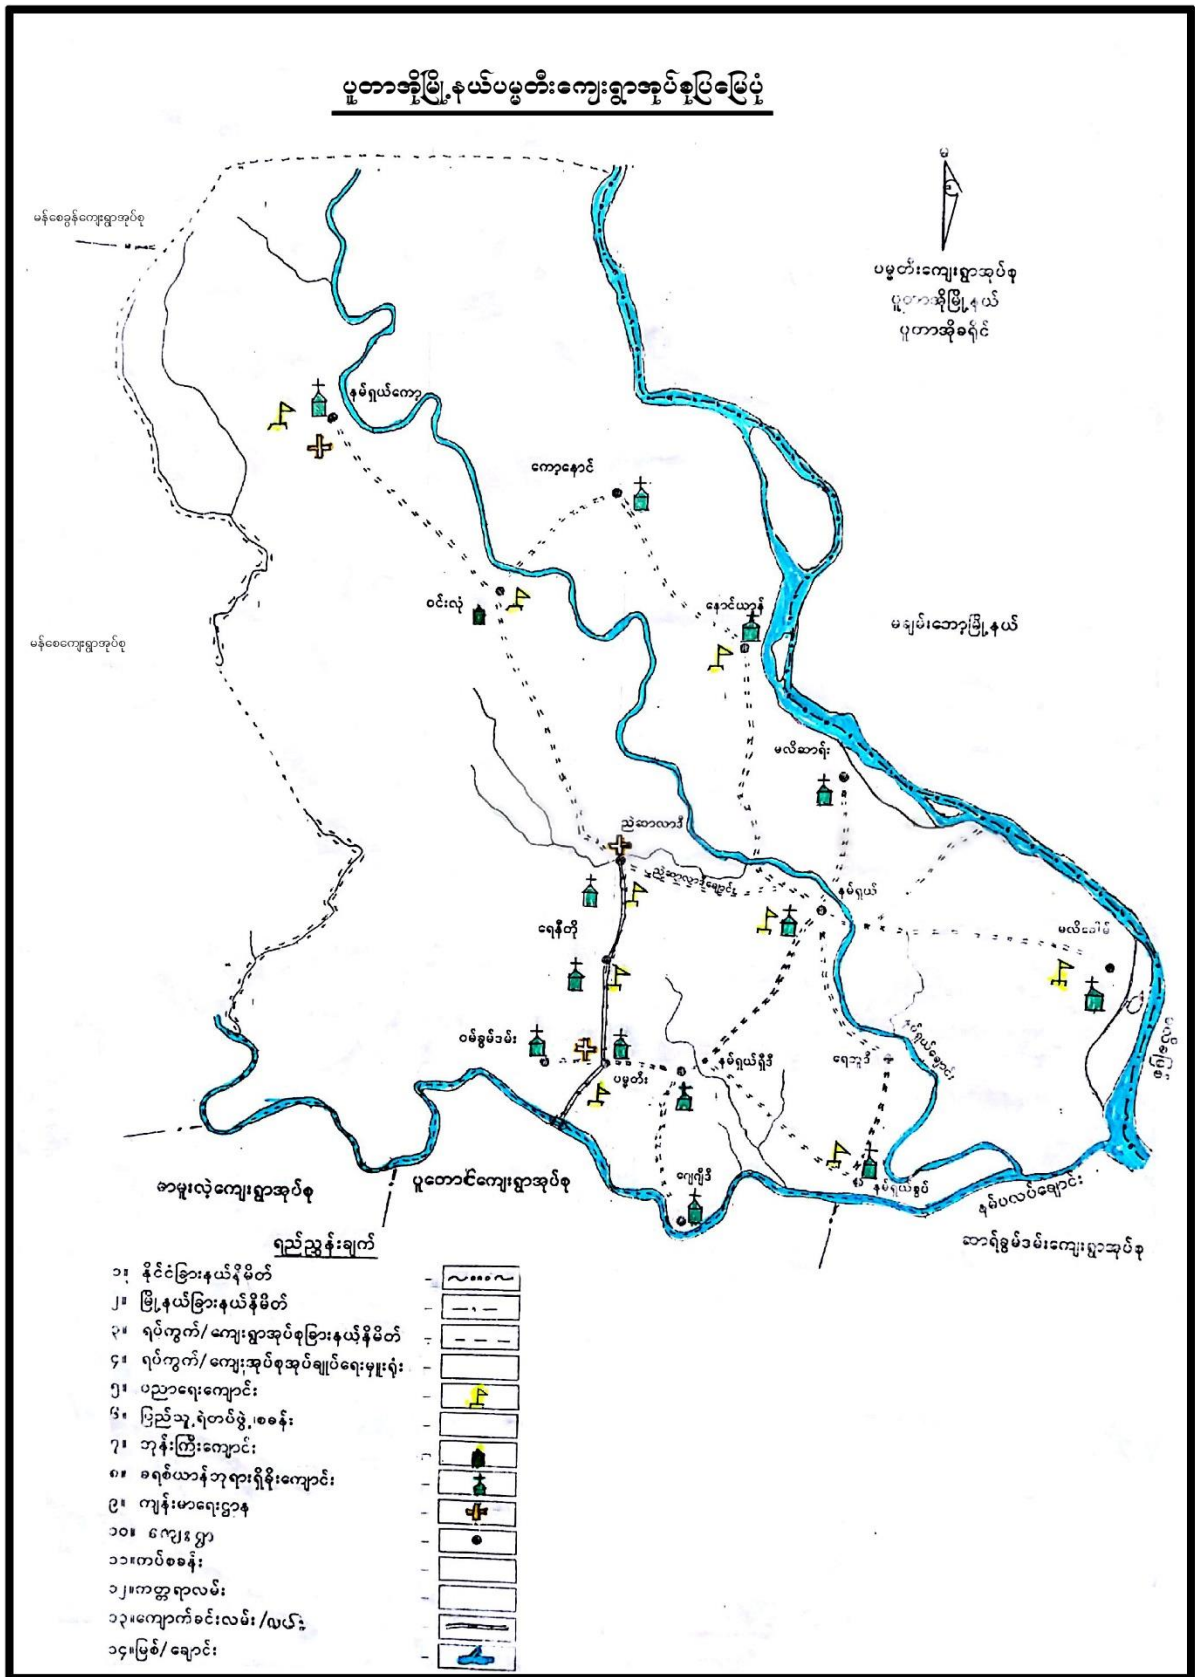 ပူတာအိုမြို့နယ်ပမ္မတီးကျေးရွာအုပ်စုပြမြေပုံ
မ
မန်စေခွန်ကျေးရွာအုပ်စု
ပမ္မတီးကျေးရွာအုပ်စု
ပူတာအိုမြို့နယ်
ပူတာအိုခရိုင်
နမ်ရှယ်ကော့
ကော့နောင်
ဝင်းလုံ
နောင်ယာန်
မချမ်းဘော့မြို့နယ်
မန်စေကျေးရွာအုပ်စု
မလိဆာရ်း
ညဲဆာလာဒီ
ညဲဆာလာဒီချောင်း
နမ်ရှယ်
ရေနီတို
မလိခေါမ်
ဝမ်ခွမ်ဒမ်း
ပမ္မတီး
နမ်ရှယ်ရှီဒီ
ရေဘူဒီ
နမ်ရှယ်ချောင်း
ဂျေဂျီဒီ
နမ်ရှယ်စွပ်
နမ်ပလပ်ချောင်း
ခာမူးလဲ့ကျေးရွာအုပ်စု
ပူတောင်ကျေးရွာအုပ်စု
ဆာရ်ခွမ်ဒမ်းကျေးရွာအုပ်စု
ရည်ညွှန်းချက်
၁။ နိုင်ငံခြားနယ်နိမိတ် -
၂။ မြို့နယ်ခြားနယ်နိမိတ် -
၃။ ရပ်ကွက်/ကျေးရွာအုပ်စုခြားနယ်နိမိတ် -
၄။ ရပ်ကွက်/ကျေးအုပ်စုအုပ်ချုပ်ရေးမှူးရုံး -
၅။ ပညာရေးကျောင်း -
၆။ ပြည်သူ့ရဲတပ်ဖွဲ့စခန်း -
၇။ ဘုန်းကြီးကျောင်း -
၈။ ခရစ်ယာန်ဘုရားရှိခိုးကျောင်း -
၉။ ကျန်းမာရေးဌာန -
၁၀။ ကျေးရွာ -
၁၁။ကပ်စခန်း -
၁၂။ကတ္တရာလမ်း -
၁၃။ကျောက်ခင်းလမ်း -
၁၄။မြစ်/ချောင်း -